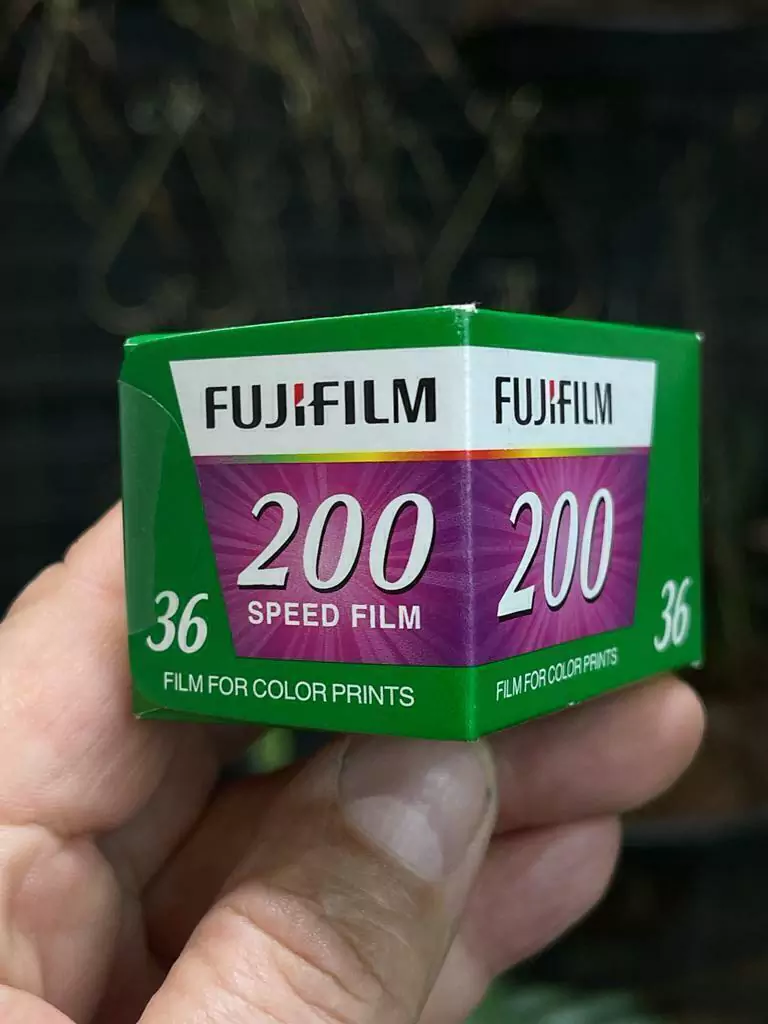 FUJIFILM
200
SPEED FILM
36
FILM FOR COLOR PRINTS
FUJIFILM
200
36
FILM FOR COLOR PRINTS